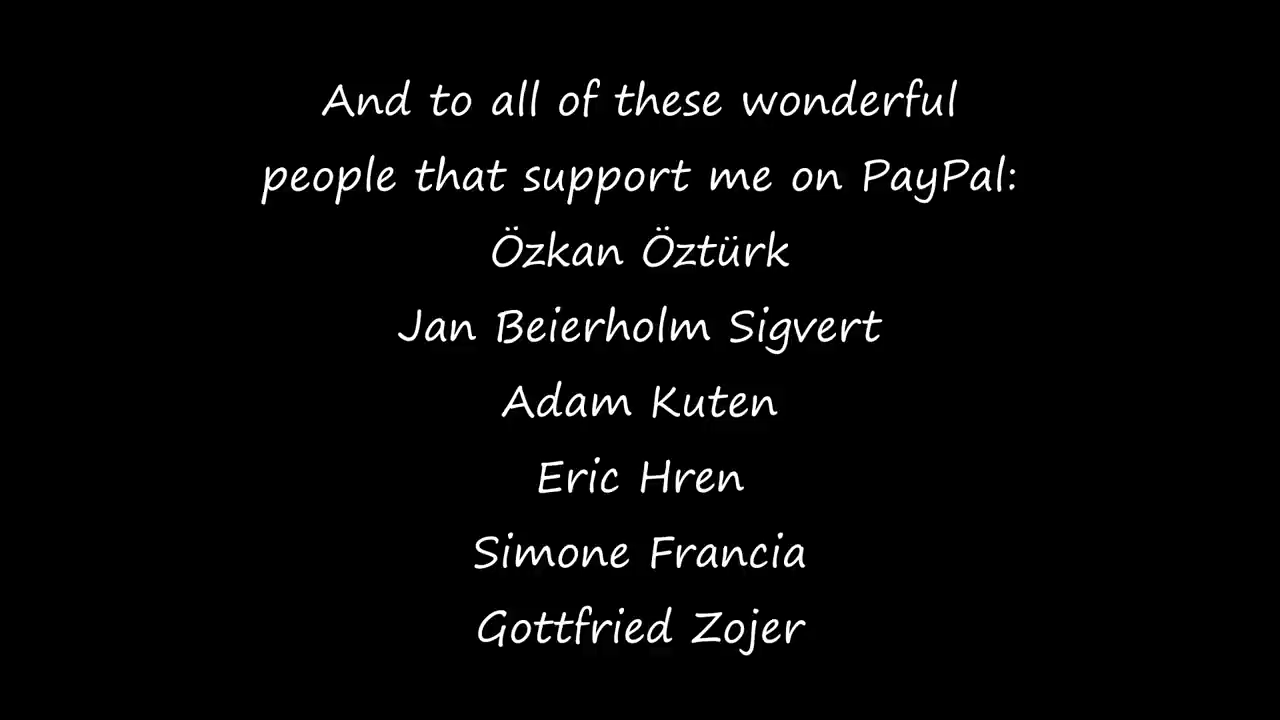 And to all of these wonderful
people that support me on PayPal:
Özkan Öztürk
Jan Beierholm Sigvert
Adam Kuten
Eric Hren
Simone Francia
Gottfried Zojer